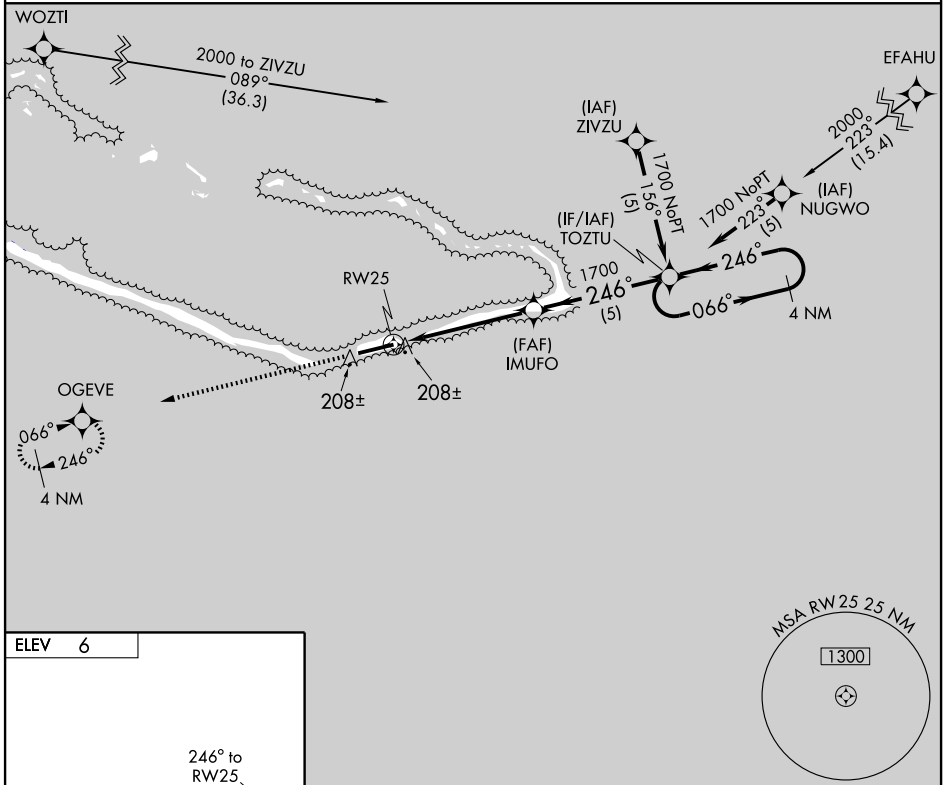 WOZTI
2000 to ZIVZU
089°
(36.3)
EFAHU
2000
223°
(15.4)
(IAF)
ZIVZU
1700 NoPT
156°
(5)
(IAF)
NUGWO
1700 NoPT
223°
(5)
(IF/IAF)
TOZTU
246°
066°
4 NM
1700
246°
(5)
RW25
(FAF)
IMUFO
208±
208±
OGEVE
066°
246°
4 NM
MSA RW25 25 NM
1300
ELEV 6
246° to
RW25